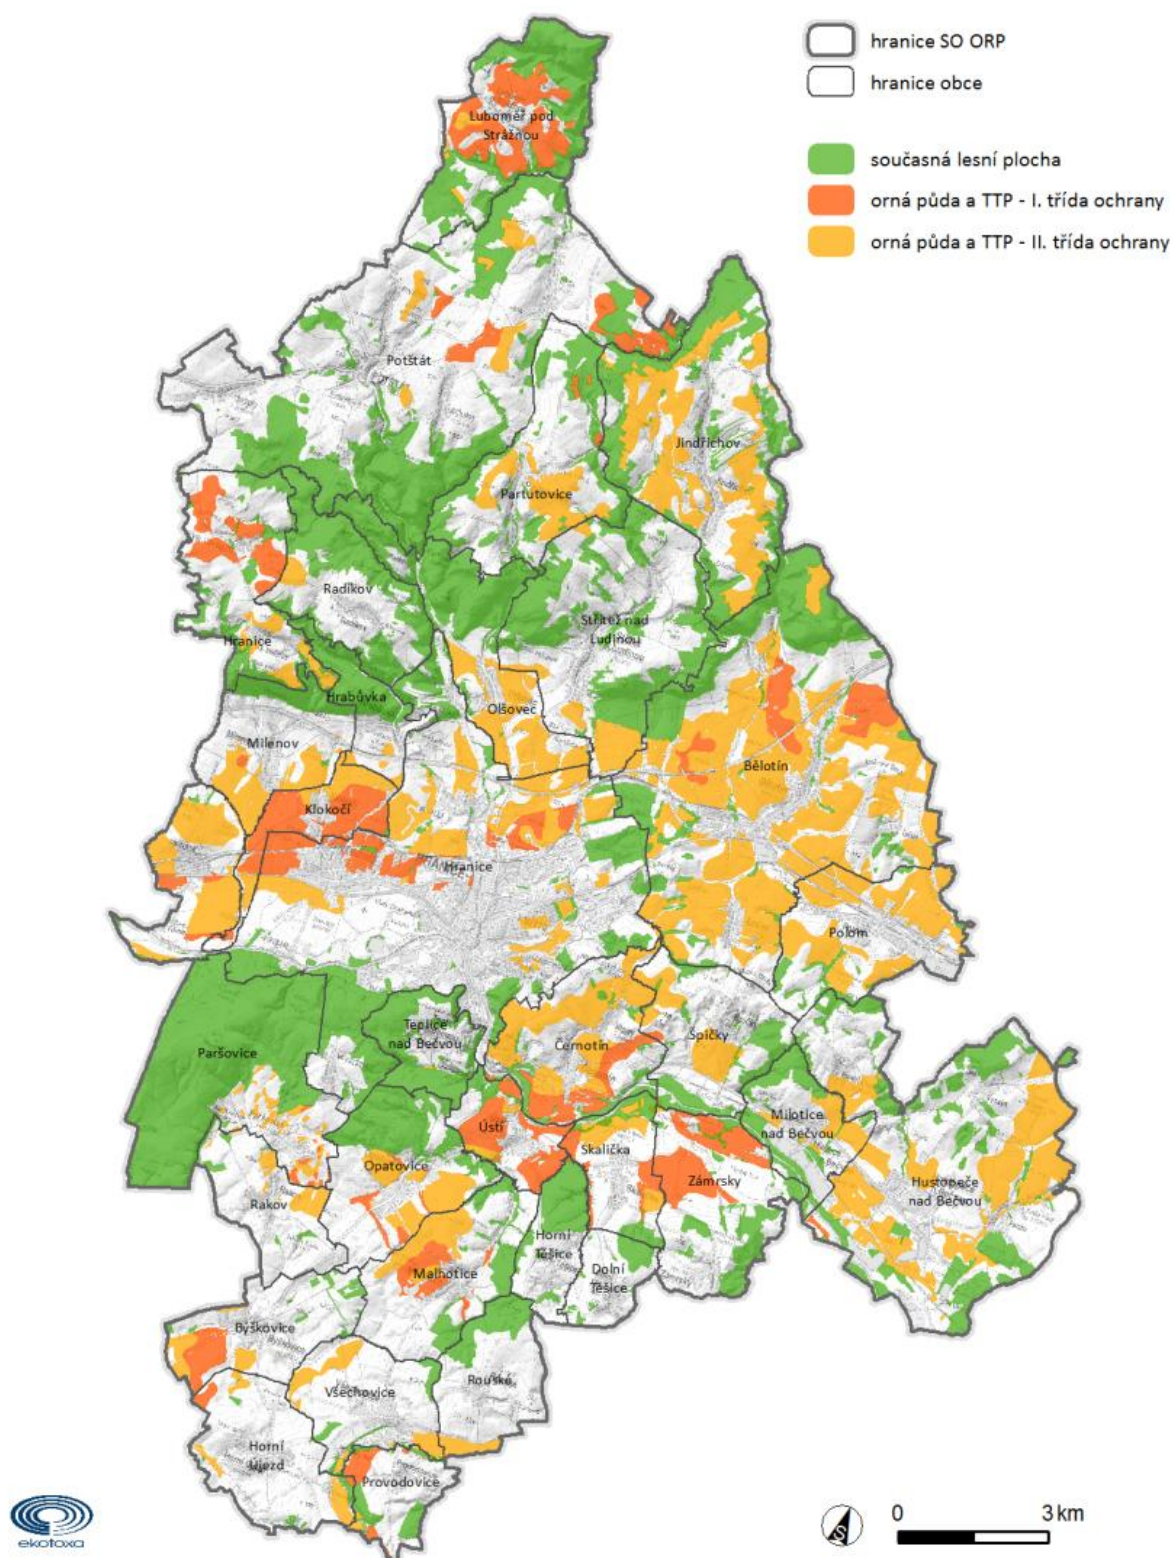 hranice SO ORP
hranice obce
současná lesní plocha
orná půda a TTP - I. třída ochrany
orná půda a TTP - II. třída ochrany
Luboměř pod
Strážnou
Potštát
Jindřichov
Partutovice
Radíkov
Střítež nad
Ludinou
Hranice
Hrabůvka
Olšovec
Milenov
Bělotín
Klokočí
Hranice
Polom
Teplice
nad Bečvou
Černotín
Špičky
Paršovice
Milotice
nad Bečvou
Ústí
Skalička
Opatovice
Zámrsky
Hustopeče
nad Bečvou
Rakov
Horní
Těšice
Malhotice
Dolní
Těšice
Býškovice
Rouské
Všechovice
Horní
Újezd
Provodovice
ekotoxa
S
0 3 km